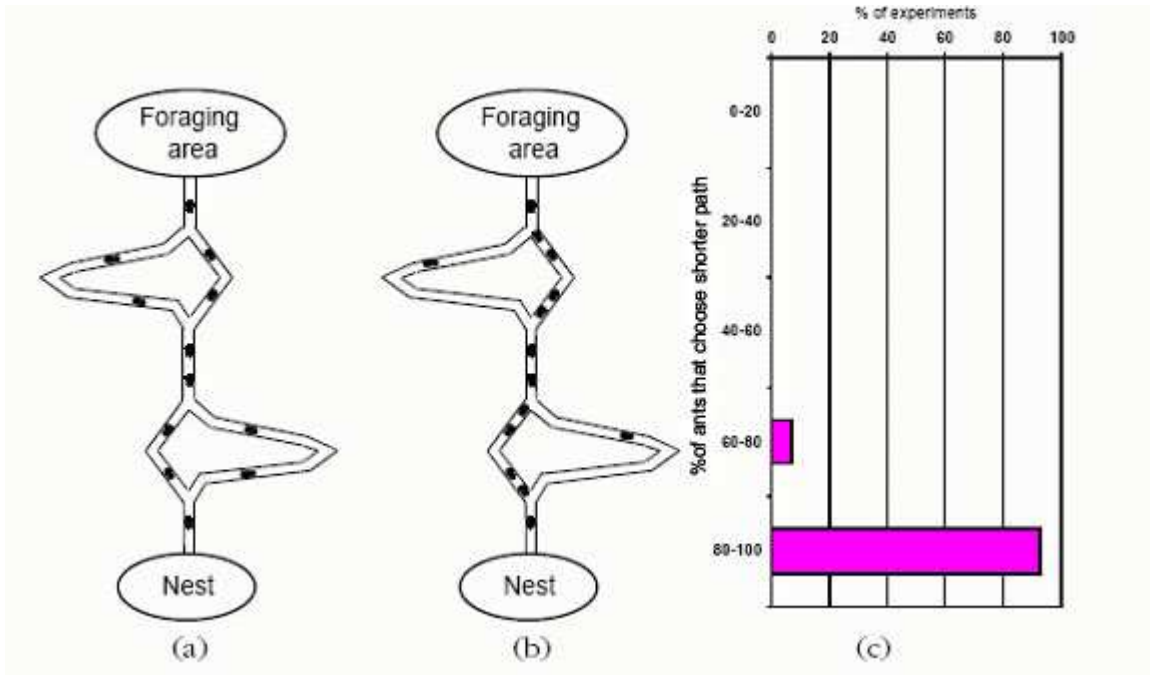 Foraging
area
Nest
(a)
Foraging
area
Nest
(b)
% of experiments
0 20 40 60 80 100
%of ants that choose shorter path
0-20
20-40
40-60
60-80
80-100
(c)